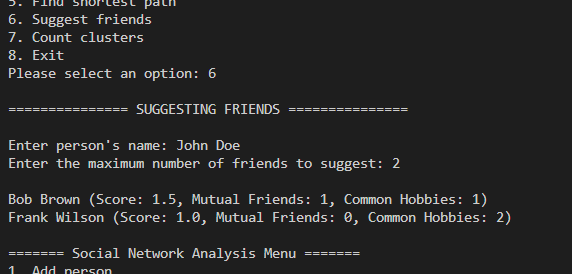 5. Find shortest path
6. Suggest friends
7. Count clusters
8. Exit
Please select an option: 6
=============== SUGGESTING FRIENDS ===============
Enter person's name: John Doe
Enter the maximum number of friends to suggest: 2
Bob Brown (Score: 1.5, Mutual Friends: 1, Common Hobbies: 1)
Frank Wilson (Score: 1.0, Mutual Friends: 0, Common Hobbies: 2)
======= Social Network Analysis Menu =======
1. Add person